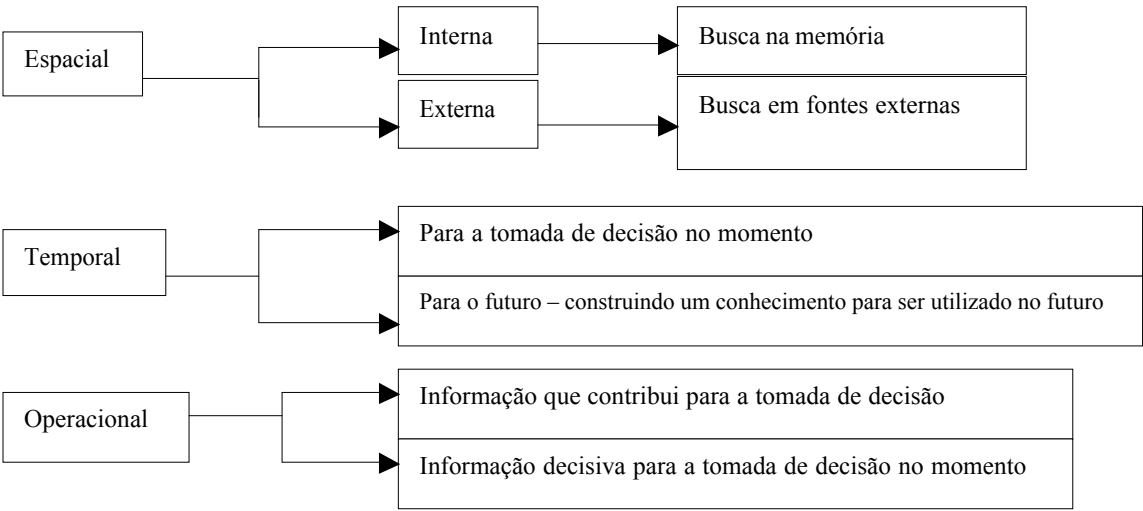 Espacial
Interna
Busca na memória
Externa
Busca em fontes externas
Temporal
Para a tomada de decisão no momento
Para o futuro – construindo um conhecimento para ser utilizado no futuro
Operacional
Informação que contribui para a tomada de decisão
Informação decisiva para a tomada de decisão no momento